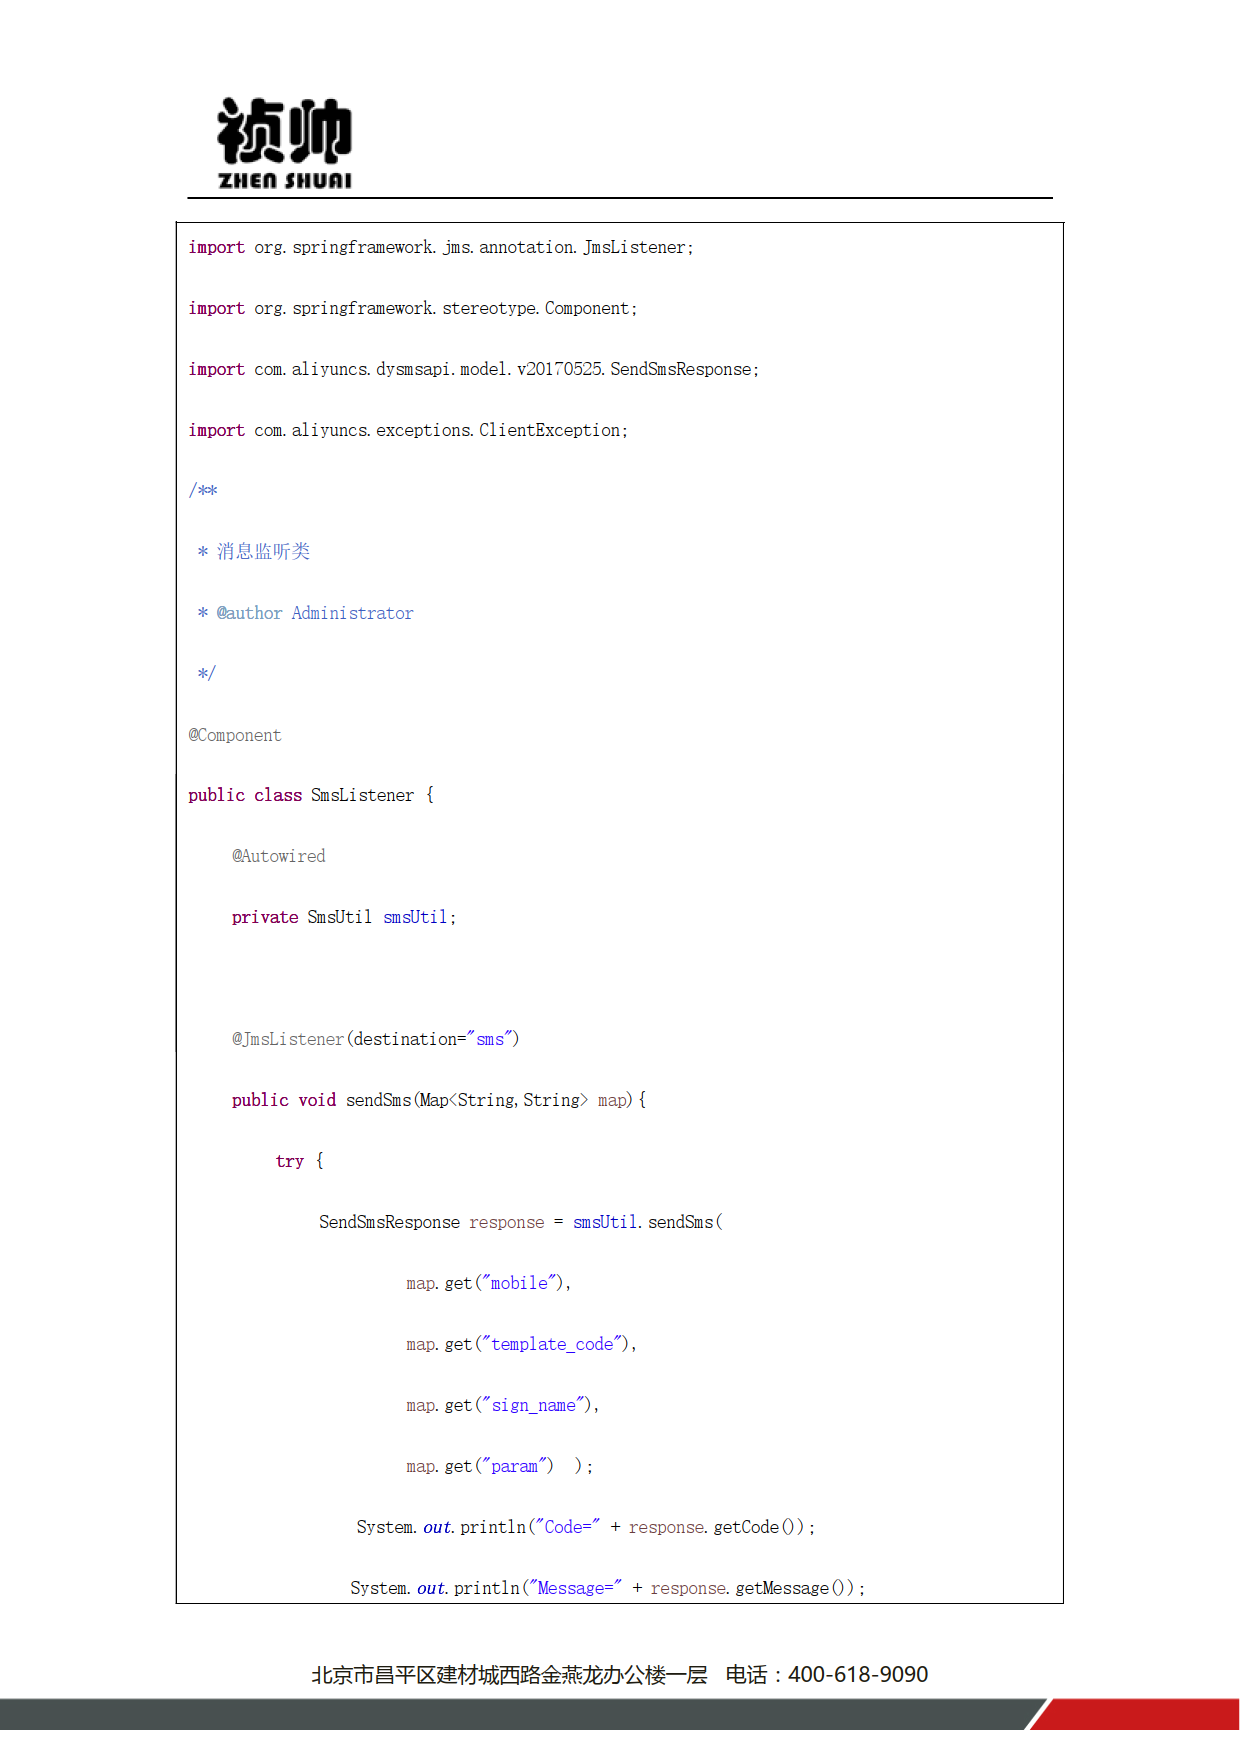 祯帅
ZHEN SHUAI
import org.springframework.jms.annotation.JmsListener;
import org.springframework.stereotype.Component;
import com.aliyuncs.dysmsapi.model.v20170525.SendSmsResponse;
import com.aliyuncs.exceptions.ClientException;
/**
 * 消息监听类
 * @author Administrator
 */
@Component
public class SmsListener {
    @Autowired
    private SmsUtil smsUtil;
    @JmsListener(destination="sms")
    public void sendSms(Map<String,String> map){
        try {
            SendSmsResponse response = smsUtil.sendSms(
                    map.get("mobile"),
                    map.get("template_code"),
                    map.get("sign_name"),
                    map.get("param")  );
                System.out.println("Code=" + response.getCode());
                System.out.println("Message=" + response.getMessage());
北京市昌平区建材城西路金燕龙办公楼一层   电话：400-618-9090